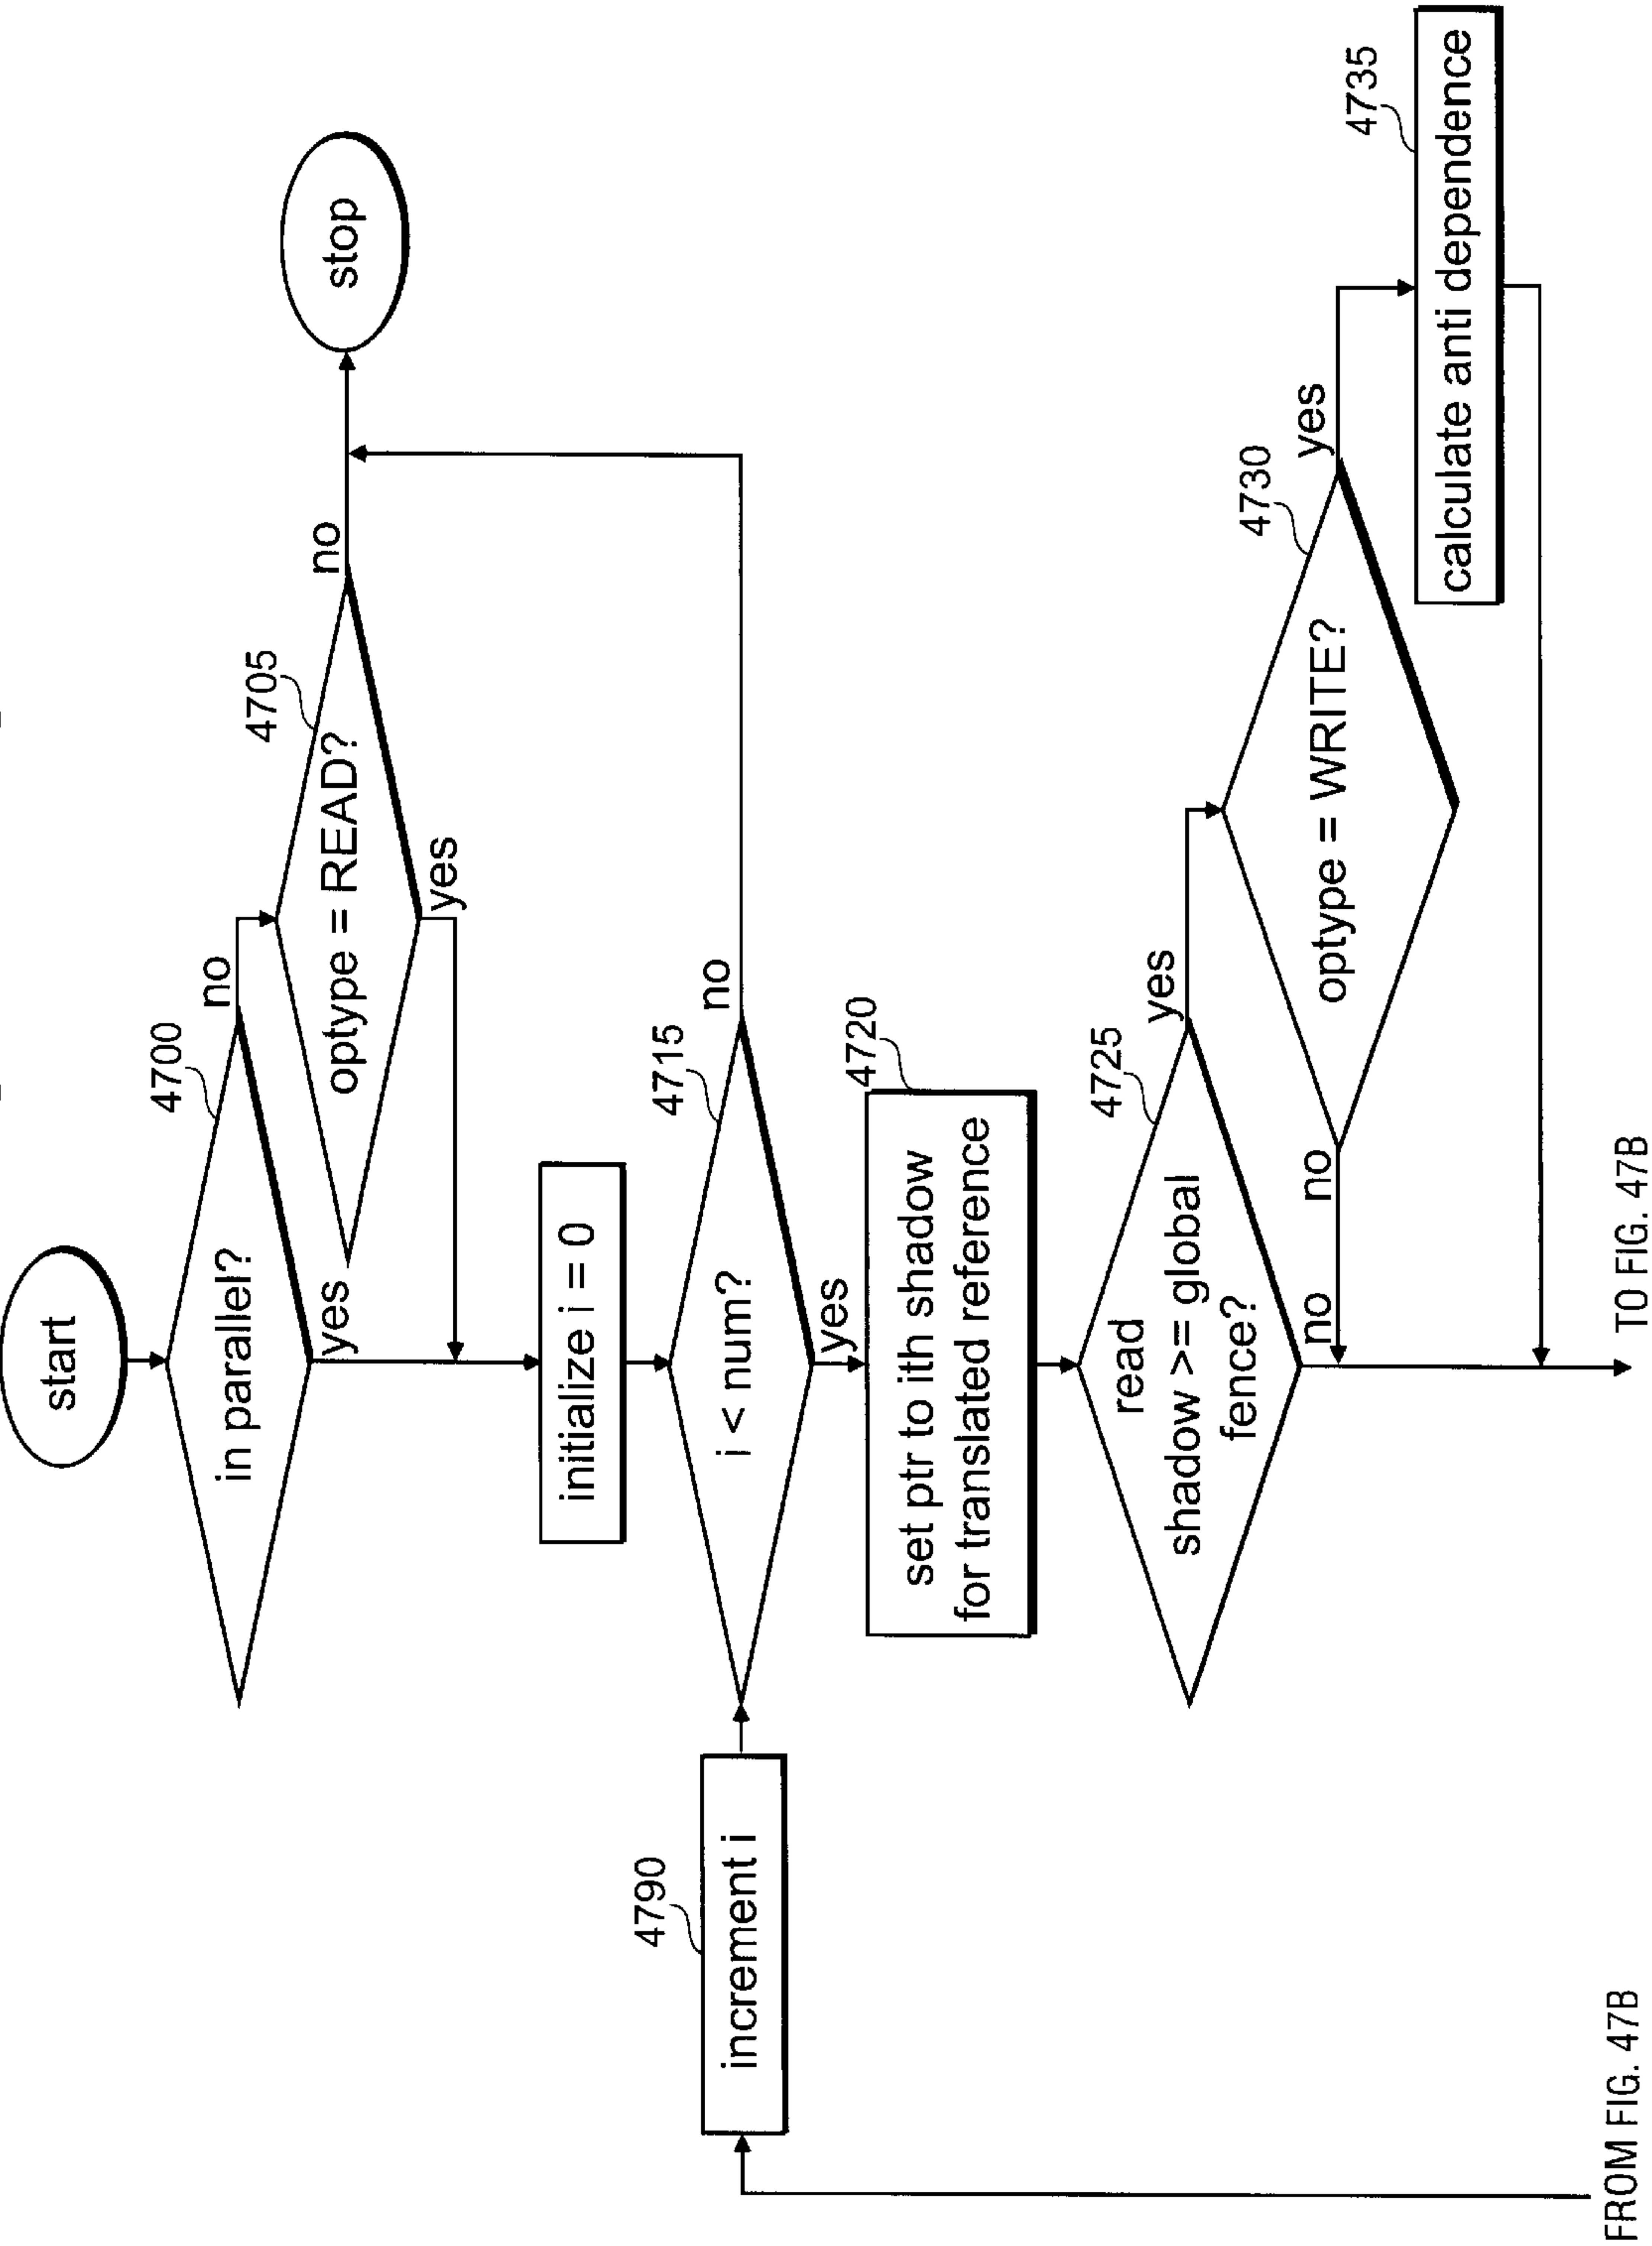 start
4700
in parallel?
no
yes
4705
optype = READ?
no
yes
stop
initialize i = 0
4715
i < num?
no
yes
4790
increment i
4720
set ptr to ith shadow
for translated reference
4725
read
shadow >= global
fence?
yes
no
4730
optype = WRITE?
yes
no
4735
calculate anti dependence
FROM FIG. 47B
TO FIG. 47B